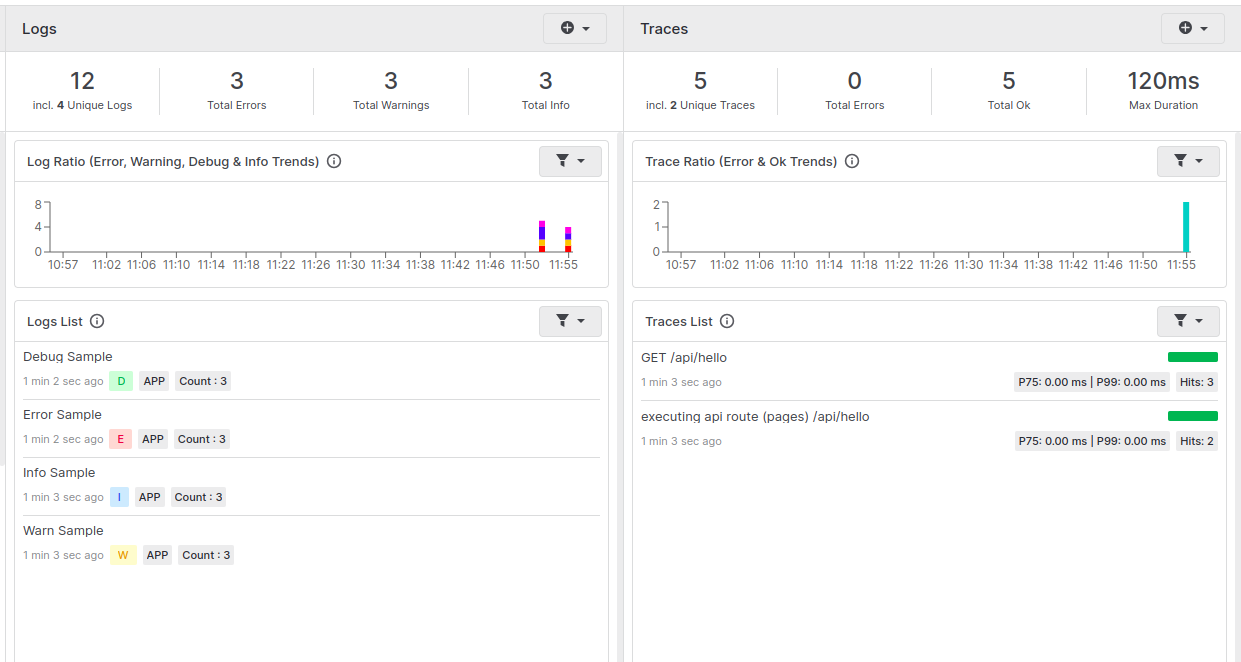 Logs
12
incl. 4 Unique Logs
3
Total Errors
3
Total Warnings
3
Total Info
Log Ratio (Error, Warning, Debug & Info Trends)
8
4
0
10:57 11:02 11:06 11:10 11:14 11:18 11:22 11:26 11:30 11:34 11:38 11:42 11:46 11:50 11:55
Logs List
Debug Sample
1 min 2 sec ago D APP Count : 3
Error Sample
1 min 2 sec ago E APP Count : 3
Info Sample
1 min 3 sec ago I APP Count : 3
Warn Sample
1 min 3 sec ago W APP Count : 3
Traces
5
incl. 2 Unique Traces
0
Total Errors
5
Total Ok
120ms
Max Duration
Trace Ratio (Error & Ok Trends)
2
1
0
10:57 11:02 11:06 11:10 11:14 11:18 11:22 11:26 11:30 11:34 11:38 11:42 11:46 11:50 11:55
Traces List
GET /api/hello
1 min 3 sec ago P75: 0.00 ms | P99: 0.00 ms Hits: 3
executing api route (pages) /api/hello
1 min 3 sec ago P75: 0.00 ms | P99: 0.00 ms Hits: 2